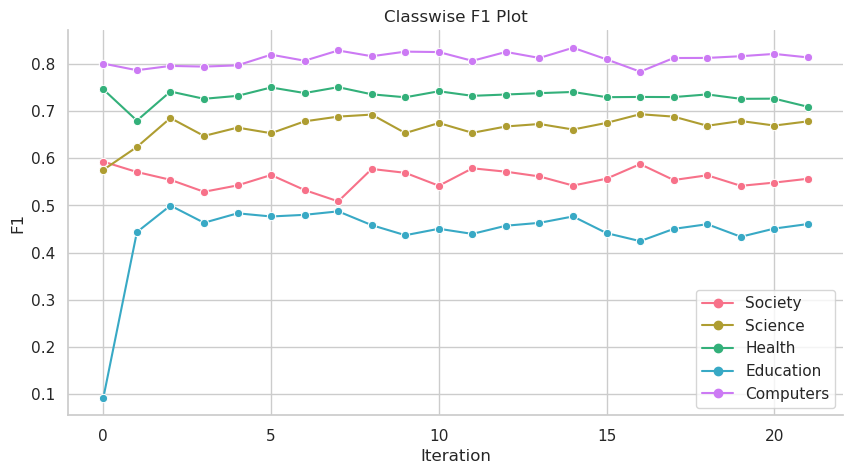 Classwise F1 Plot
F1
0.8
0.7
0.6
0.5
0.4
0.3
0.2
0.1
0 5 10 15 20
Iteration
Society
Science
Health
Education
Computers